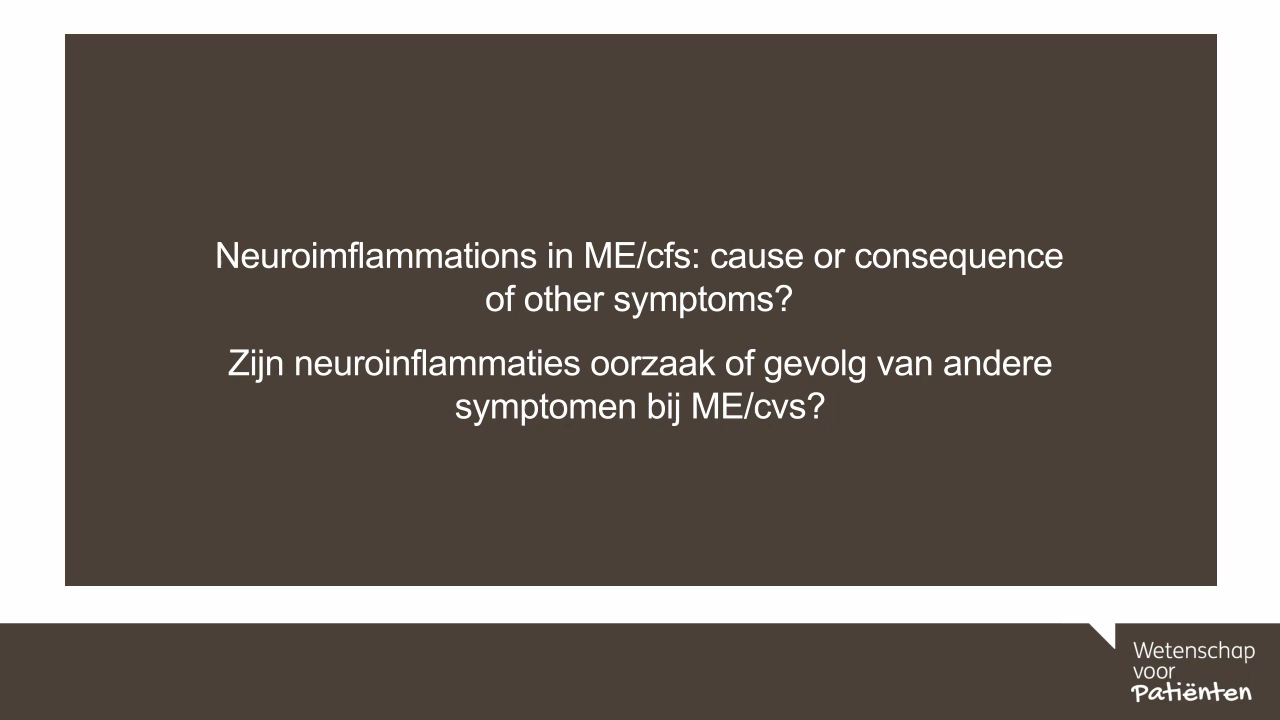 Neuroimflammations in ME/cfs: cause or consequence
of other symptoms?
Zijn neuroinflammaties oorzaak of gevolg van andere
symptomen bij ME/cvs?
Wetenschap
voor
Patiënten